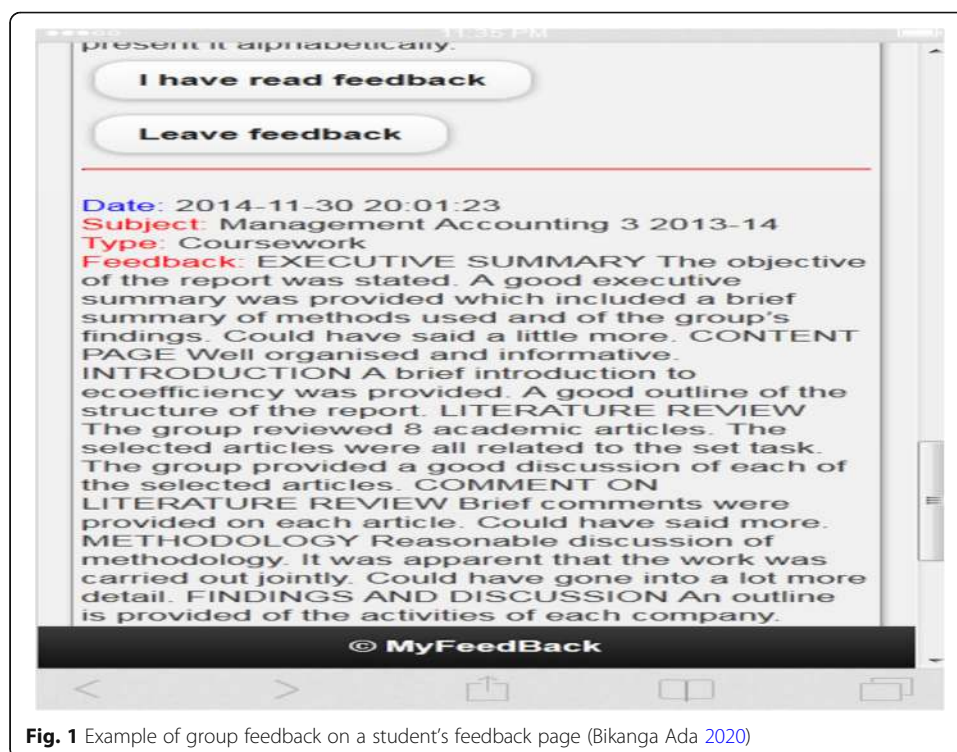 11:35 PM
present it alphabetically.
I have read feedback
Leave feedback
Date: 2014-11-30 20:01:23
Subject: Management Accounting 3 2013-14
Type: Coursework
Feedback: EXECUTIVE SUMMARY The objective
of the report was stated. A good executive
summary was provided which included a brief
summary of methods used and of the group's
findings. Could have said a little more. CONTENT
PAGE Well organised and informative.
INTRODUCTION A brief introduction to
ecoefficiency was provided. A good outline of the
structure of the report. LITERATURE REVIEW
The group reviewed 8 academic articles. The
selected articles were all related to the set task.
The group provided a good discussion of each of
the selected articles. COMMENT ON
LITERATURE REVIEW Brief comments were
provided on each article. Could have said more.
METHODOLOGY Reasonable discussion of
methodology. It was apparent that the work was
carried out jointly. Could have gone into a lot more
detail. FINDINGS AND DISCUSSION An outline
is provided of the activities of each company.
© MyFeedBack
Fig. 1 Example of group feedback on a student's feedback page (Bikanga Ada 2020)